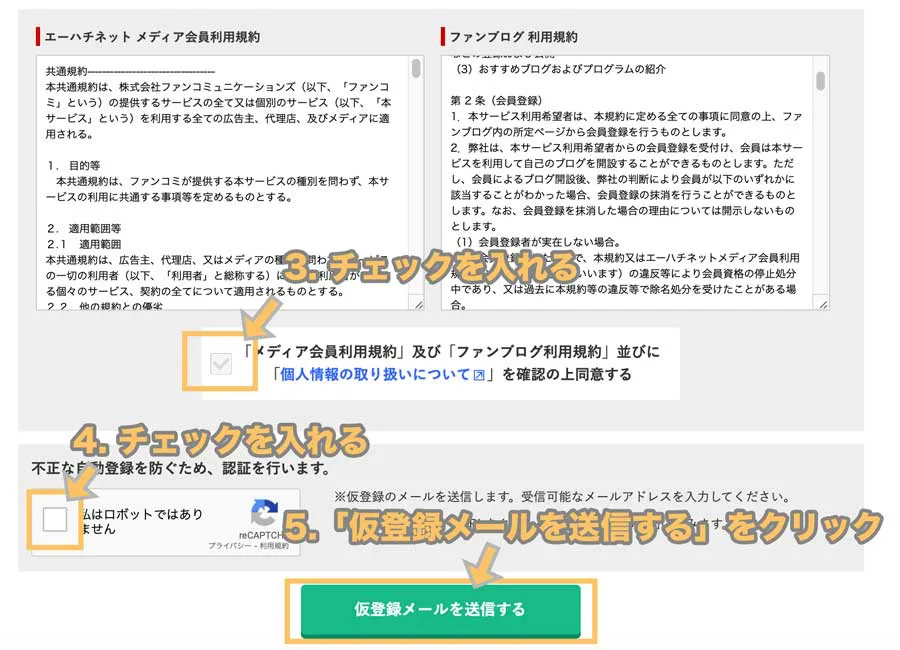 エーハチネット メディア会員利用規約
共通規約----------------------------------
本共通規約は、株式会社ファンコミュニケーションズ(以下、「ファンコ
ミ」という)の提供するサービスの全て又は個別のサービス(以下、「本
サービス」という)を利用する全ての広告主、代理店、及びメディアに適
用される。
1. 目的等
本共通規約は、ファンコミが提供する本サービスの種別を問わず、本サ
ービスの利用に共通する事項等を定めるものとする。
2. 適用範囲等
2.1 適用範囲
本共通規約は、広告主、代理店、又はメディアの種
の一切の利用者(以下、「利用者」と総称する)に
る個々のサービス、契約の全てについて適用されるものとする。
2.2 他の規約との優劣
ファンブログ 利用規約
(3)おすすめブログおよびプログラムの紹介
第2条(会員登録)
1. 本サービス利用希望者は、本規約に定める全ての事項に同意の上、ファ
ンブログ内の所定ページから会員登録を行うものとします。
2. 弊社は、本サービス利用希望者からの会員登録を受付け、会員は本サー
ビスを利用して自己のブログを開設することができるものとします。ただ
し、会員によるブログ開設後、弊社の判断により会員が以下のいずれかに
該当することがわかった場合、会員登録の抹消を行うことができるものと
します。なお、会員登録を抹消した場合の理由については開示しないもの
とします。
(1)会員登録者が実在しない場合。
で、本規約又はエーハチネットメディア会員利用
いいます)の違反等により会員資格の停止処分
中であり、又は過去に本規約等の違反等で除名処分を受けたことがある場
合。
3. チェックを入れる
「メディア会員利用規約」及び「ファンブログ利用規約」並びに
「個人情報の取り扱いについて」を確認の上同意する
4. チェックを入れる
不正な自動登録を防ぐため、認証を行います。
私はロボットではあり
ません
reCAPTCHA
プライバシー - 利用規約
※仮登録のメールを送信します。受信可能なメールアドレスを入力してください。
5.「仮登録メールを送信する」をクリック
仮登録メールを送信する